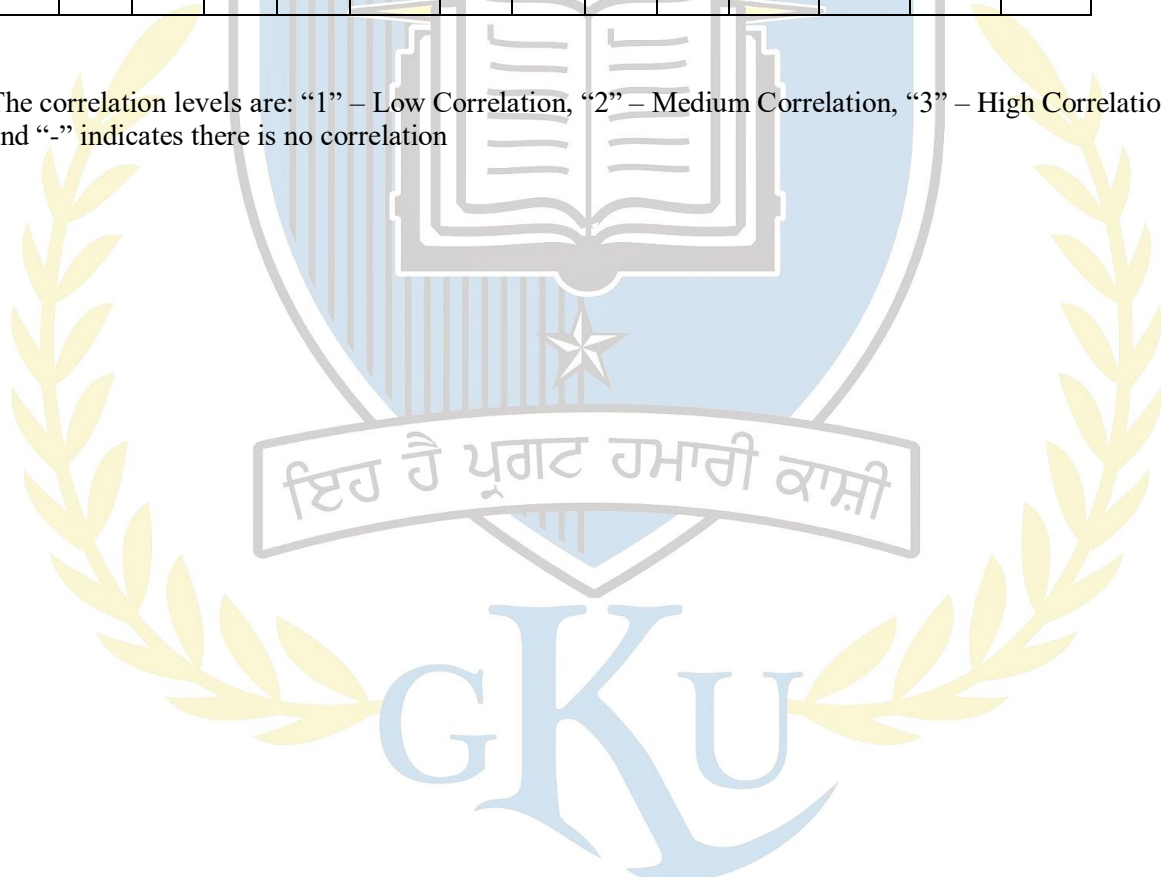 The correlation levels are: “1” – Low Correlation, “2” – Medium Correlation, “3” – High Correlatio
nd “-” indicates there is no correlation
ਇਹ ਹੈ ਪ੍ਰਗਟ ਹਮਾਰੀ ਕਾਸ਼ੀ
GKU